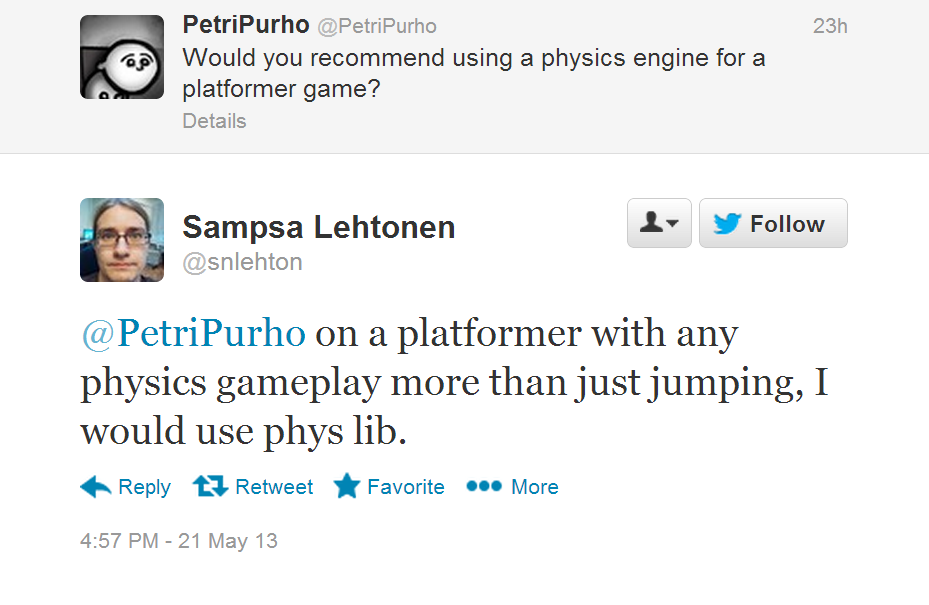 PetriPurho @PetriPurho 23h
Would you recommend using a physics engine for a
platformer game?
Details
Sampsa Lehtonen
@snlehton
Follow
@PetriPurho on a platformer with any
physics gameplay more than just jumping, I
would use phys lib.
Reply Retweet Favorite More
4:57 PM - 21 May 13